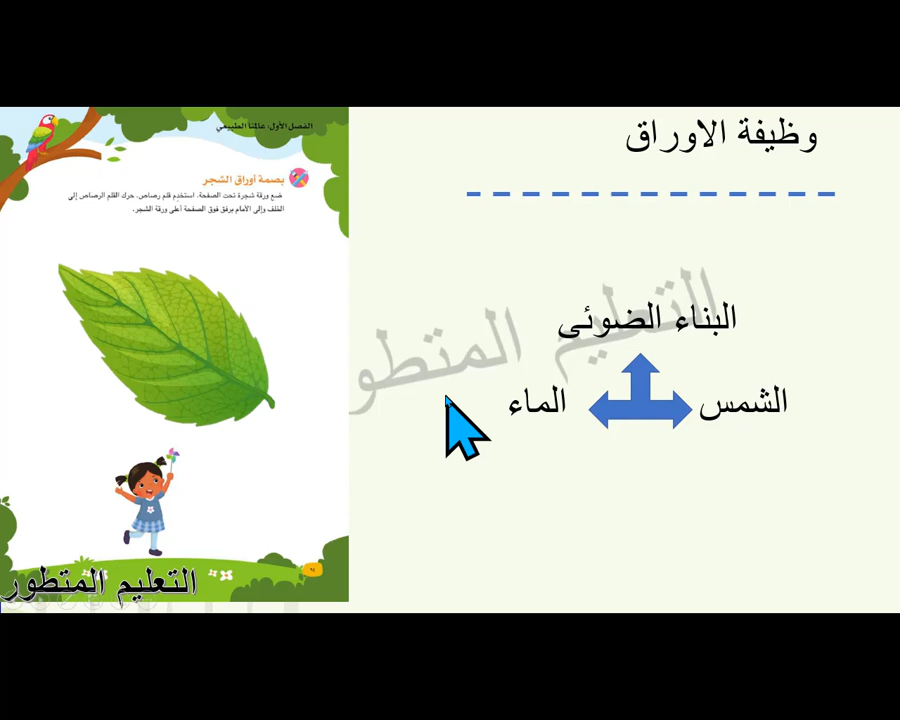 الفصل الأول: عالمنا الطبيعي
بصمة أوراق الشجر
ضع ورقة شجرة تحت الصفحة. استخدم قلم رصاص، حرك القلم الرصاص إلى
الخلف وإلى الأمام برفق فوق الصفحة أعلى ورقة الشجر.
التعليم المتطور
٦٥
وظيفة الاوراق
البناء الضوئى
الشمس
الماء
التعليم المتطور